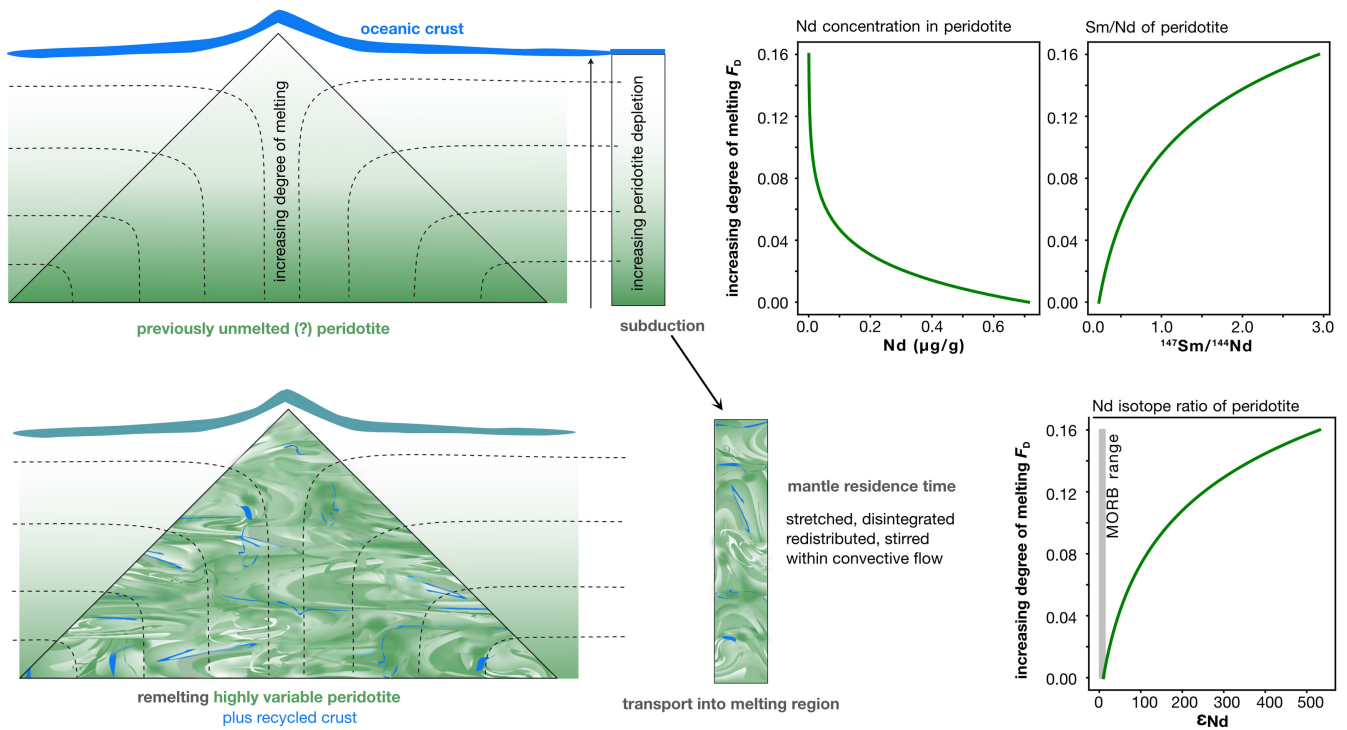 oceanic crust
increasing degree of melting
increasing peridotite depletion
previously unmelted (?) peridotite
subduction
Nd concentration in peridotite
increasing degree of melting FD
0.16
0.12
0.08
0.04
0.00
0.0
0.2
0.4
0.6
Nd (µg/g)
Sm/Nd of peridotite
0.16
0.12
0.08
0.04
0.00
0.0
1.0
2.0
3.0
147Sm/144Nd
remelting highly variable peridotite
plus recycled crust
mantle residence time
stretched, disintegrated
redistributed, stirred
within convective flow
transport into melting region
Nd isotope ratio of peridotite
increasing degree of melting FD
0.16
0.12
0.08
0.04
0.00
MORB range
0
100
200
300
400
500
εNd